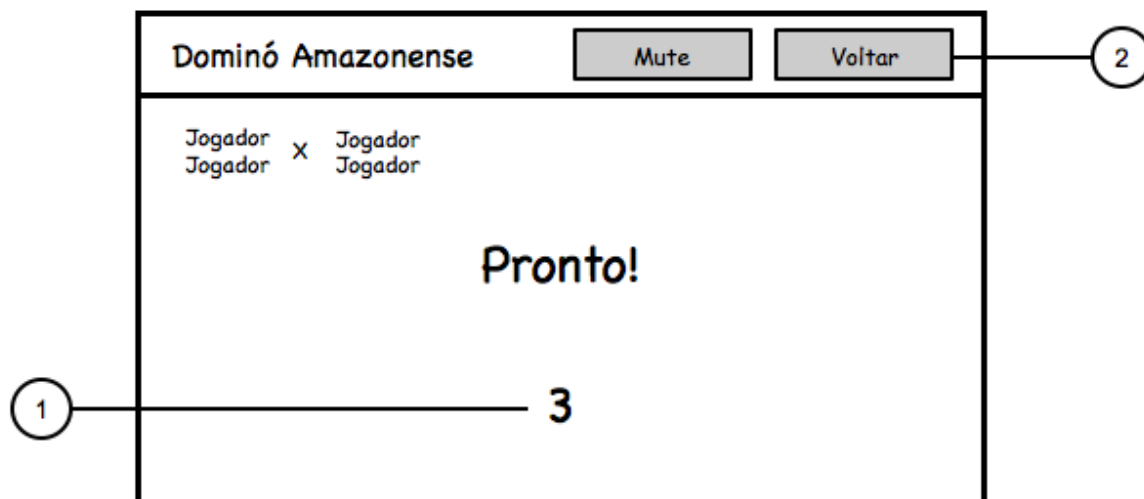 Dominó Amazonense
Mute
Voltar
2
Jogador x Jogador
Jogador Jogador
Pronto!
1
3